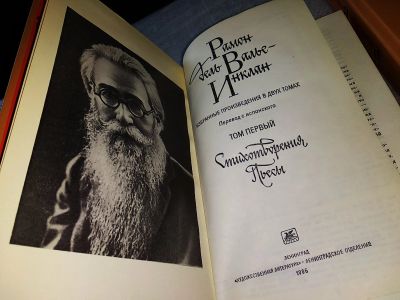 Рамон
дель Валье-
Инклан
ИЗБРАННЫЕ ПРОИЗВЕДЕНИЯ В ДВУХ ТОМАХ
Перевод с испанского
ТОМ ПЕРВЫЙ
Стихотворения
Пьесы
ЛЕНИНГРАД
«ХУДОЖЕСТВЕННАЯ ЛИТЕРАТУРА» • ЛЕНИНГРАДСКОЕ ОТДЕЛЕНИЕ
1986